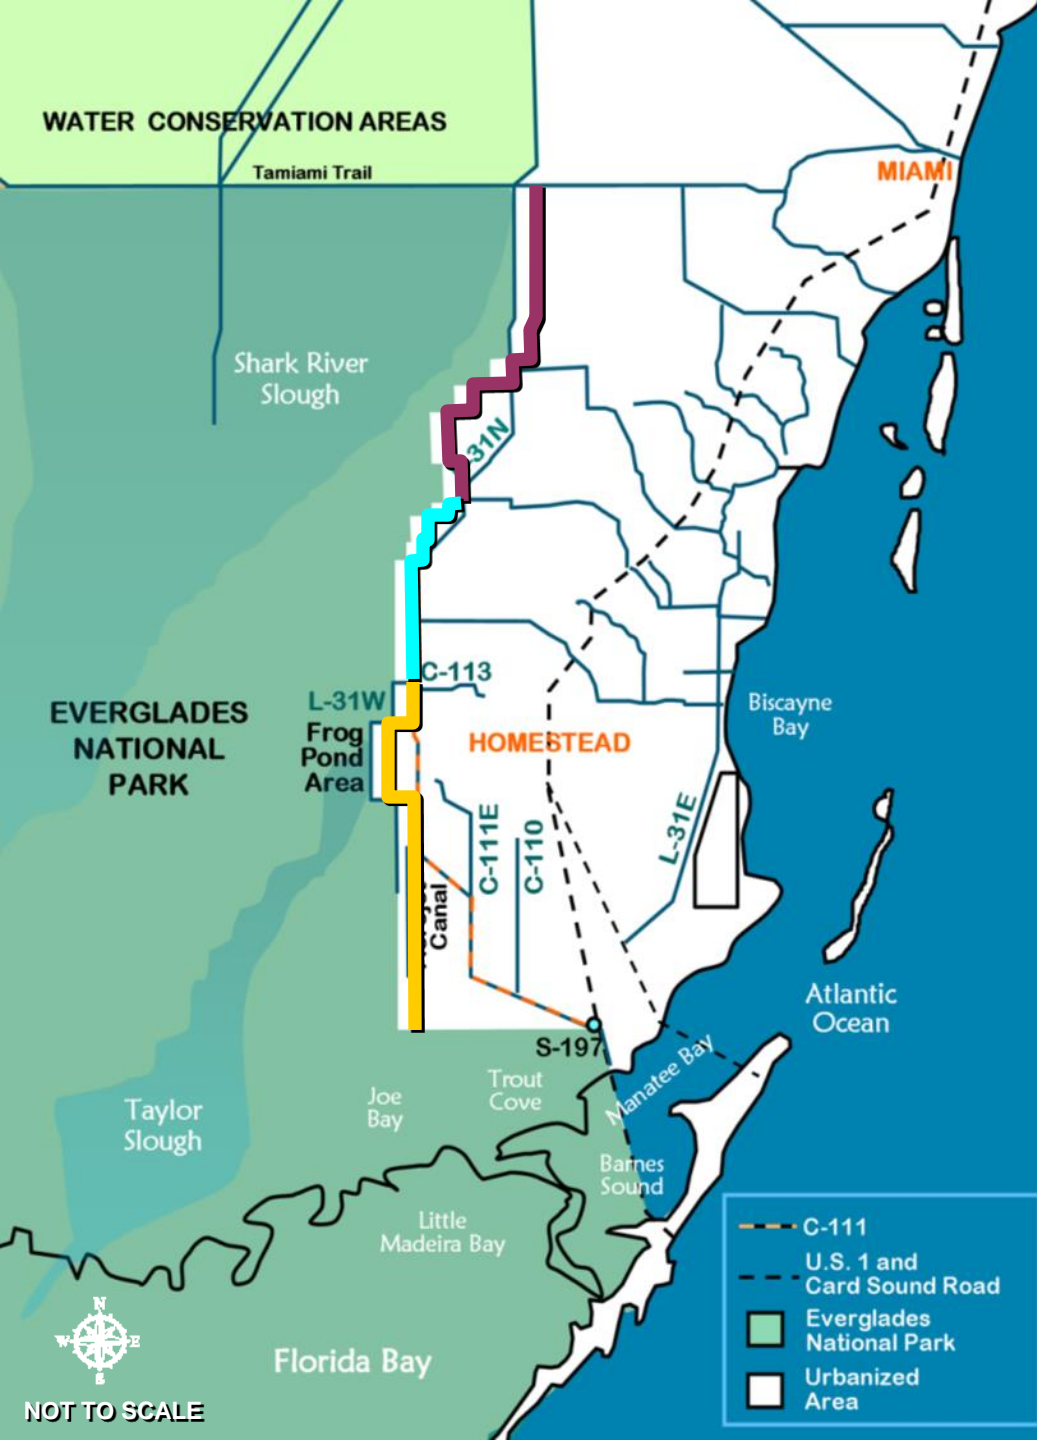 WATER CONSERVATION AREAS
Tamiami Trail
MIAMI
Shark River
Slough
31N
C-113
L-31W
EVERGLADES
NATIONAL
PARK
Frog
Pond
Area
HOMESTEAD
Biscayne
Bay
L-31E
C-111E
C-110
Canal
Atlantic
Ocean
S-197
Manatee Bay
Trout
Cove
Joe
Bay
Taylor
Slough
Barnes
Sound
Little
Madeira Bay
Florida Bay
N
W E
S
NOT TO SCALE
C-111
U.S. 1 and
Card Sound Road
Everglades
National Park
Urbanized
Area